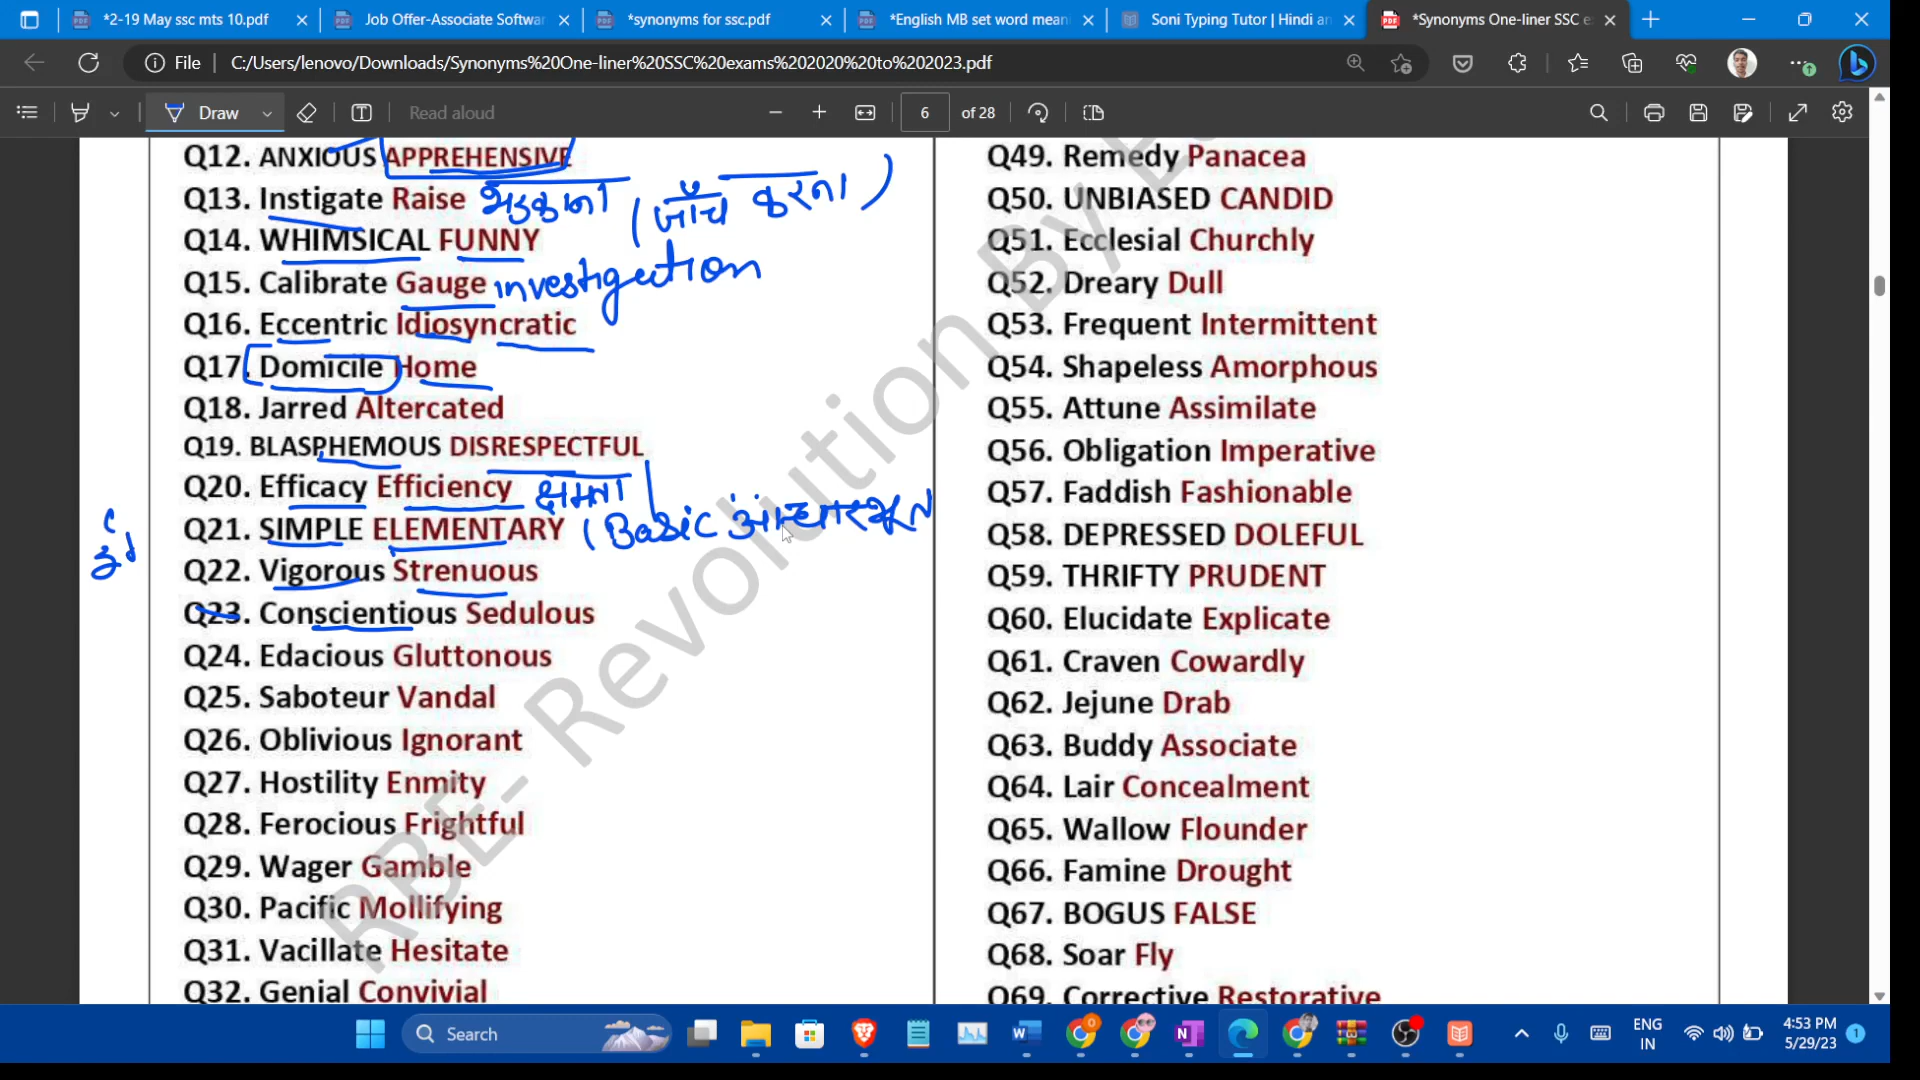 *2-19 May ssc mts 10.pdf
Job Offer-Associate Softwar
*synonyms for ssc.pdf
*English MB set word mean
Soni Typing Tutor | Hindi an
*Synonyms One-liner SSC e
File
C:/Users/lenovo/Downloads/Synonyms%20One-liner%20SSC%20exams%202020%20to%202023.pdf
Draw
Read aloud
6 of 28
Q12. ANXIOUS APPREHENSIVE
Q13. Instigate Raise भड़काना (जाँच करना)
Q14. WHIMSICAL FUNNY
Q15. Calibrate Gauge investigation
Q16. Eccentric Idiosyncratic
Q17. Domicile Home
Q18. Jarred Altercated
Q19. BLASPHEMOUS DISRESPECTFUL
Q20. Efficacy Efficiency क्षमता
Q21. SIMPLE ELEMENTARY (Basic
Q22. Vigorous Strenuous
Q23. Conscientious Sedulous
Q24. Edacious Gluttonous
Q25. Saboteur Vandal
Q26. Oblivious Ignorant
Q27. Hostility Enmity
Q28. Ferocious Frightful
Q29. Wager Gamble
Q30. Pacific Mollifying
Q31. Vacillate Hesitate
Q32. Genial Convivial
Q49. Remedy Panacea
Q50. UNBIASED CANDID
Q51. Ecclesial Churchly
Q52. Dreary Dull
Q53. Frequent Intermittent
Q54. Shapeless Amorphous
Q55. Attune Assimilate
Q56. Obligation Imperative
Q57. Faddish Fashionable
Q58. DEPRESSED DOLEFUL
Q59. THRIFTY PRUDENT
Q60. Elucidate Explicate
Q61. Craven Cowardly
Q62. Jejune Drab
Q63. Buddy Associate
Q64. Lair Concealment
Q65. Wallow Flounder
Q66. Famine Drought
Q67. BOGUS FALSE
Q68. Soar Fly
Q69. Corrective Restorative
RBE- Revolution By E
Search
ENG
IN
4:53 PM
5/29/23
1